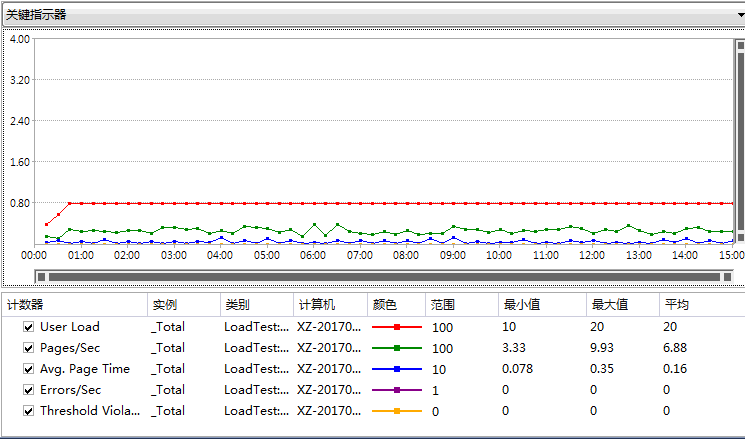 关键指示器
4.00
3.20
2.40
1.60
0.80
00:00 01:00 02:00 03:00 04:00 05:00 06:00 07:00 08:00 09:00 10:00 11:00 12:00 13:00 14:00 15:00
计数器 实例 类别 计算机 颜色 范围 最小值 最大值 平均
User Load _Total LoadTest:... XZ-20170... 100 10 20 20
Pages/Sec _Total LoadTest:... XZ-20170... 100 3.33 9.93 6.88
Avg. Page Time _Total LoadTest:... XZ-20170... 10 0.078 0.35 0.16
Errors/Sec _Total LoadTest:... XZ-20170... 1 0 0 0
Threshold Viola... _Total LoadTest:... XZ-20170... 0 0 0 0